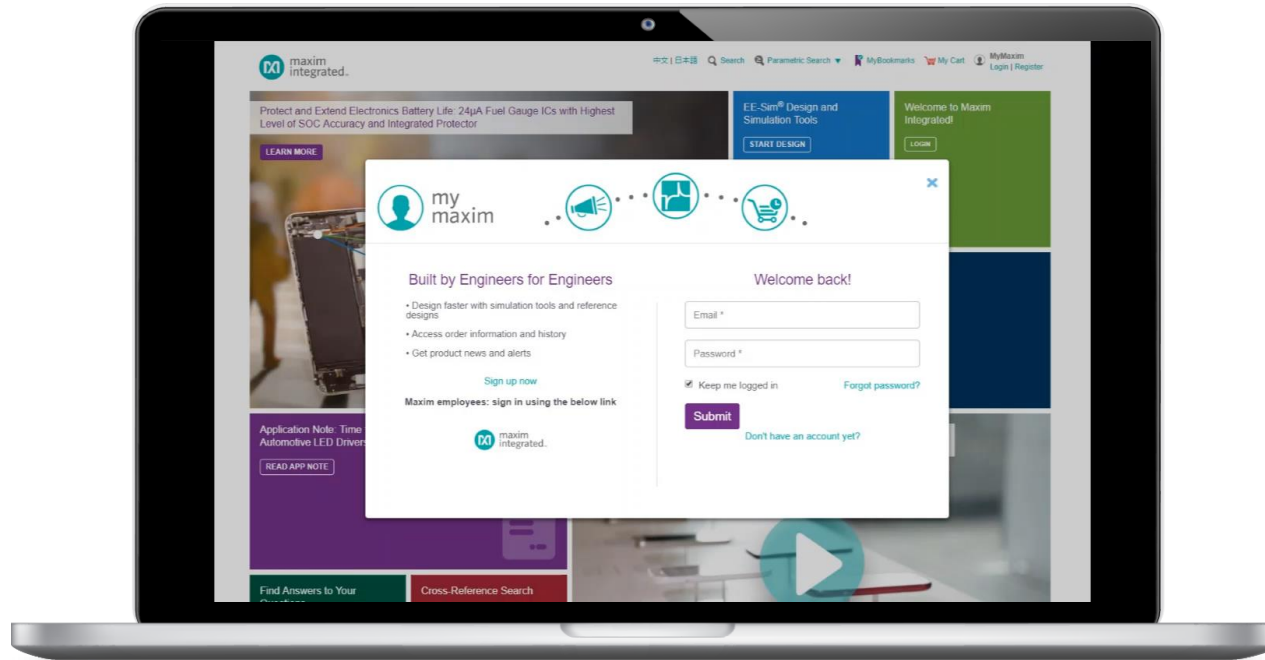 maxim
integrated™
中文 | 日本語 Search Parametric Search ▼ MyBookmarks My Cart MyMaxim
Login | Register
Protect and Extend Electronics Battery Life: 24µA Fuel Gauge ICs with Highest
Level of SOC Accuracy and Integrated Protector
LEARN MORE
EE-Sim® Design and
Simulation Tools
START DESIGN
Welcome to Maxim
Integrated!
LOGIN
my
maxim
Built by Engineers for Engineers
• Design faster with simulation tools and reference
designs
• Access order information and history
• Get product news and alerts
Sign up now
Maxim employees: sign in using the below link
maxim
integrated™
Welcome back!
Email *
Password *
Keep me logged in Forgot password?
Submit
Don't have an account yet?
Application Note: Time
Automotive LED Driver
READ APP NOTE
Find Answers to Your
Cross-Reference Search